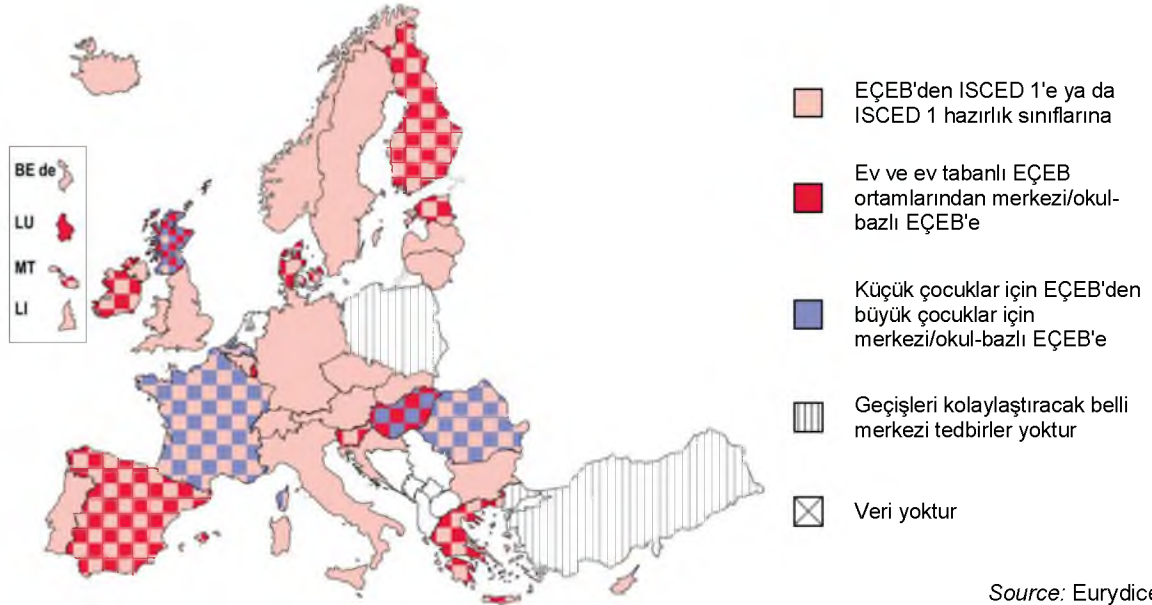 BE de
LU
MT
LI
EÇEB'den ISCED 1'e ya da
ISCED 1 hazırlık sınıflarına
Ev ve ev tabanlı EÇEB
ortamlarından merkezi/okul-
bazlı EÇEB'e
Küçük çocuklar için EÇEB'den
büyük çocuklar için
merkezi/okul-bazlı EÇEB'e
Geçişleri kolaylaştıracak belli
merkezi tedbirler yoktur
Veri yoktur
Source: Eurydice